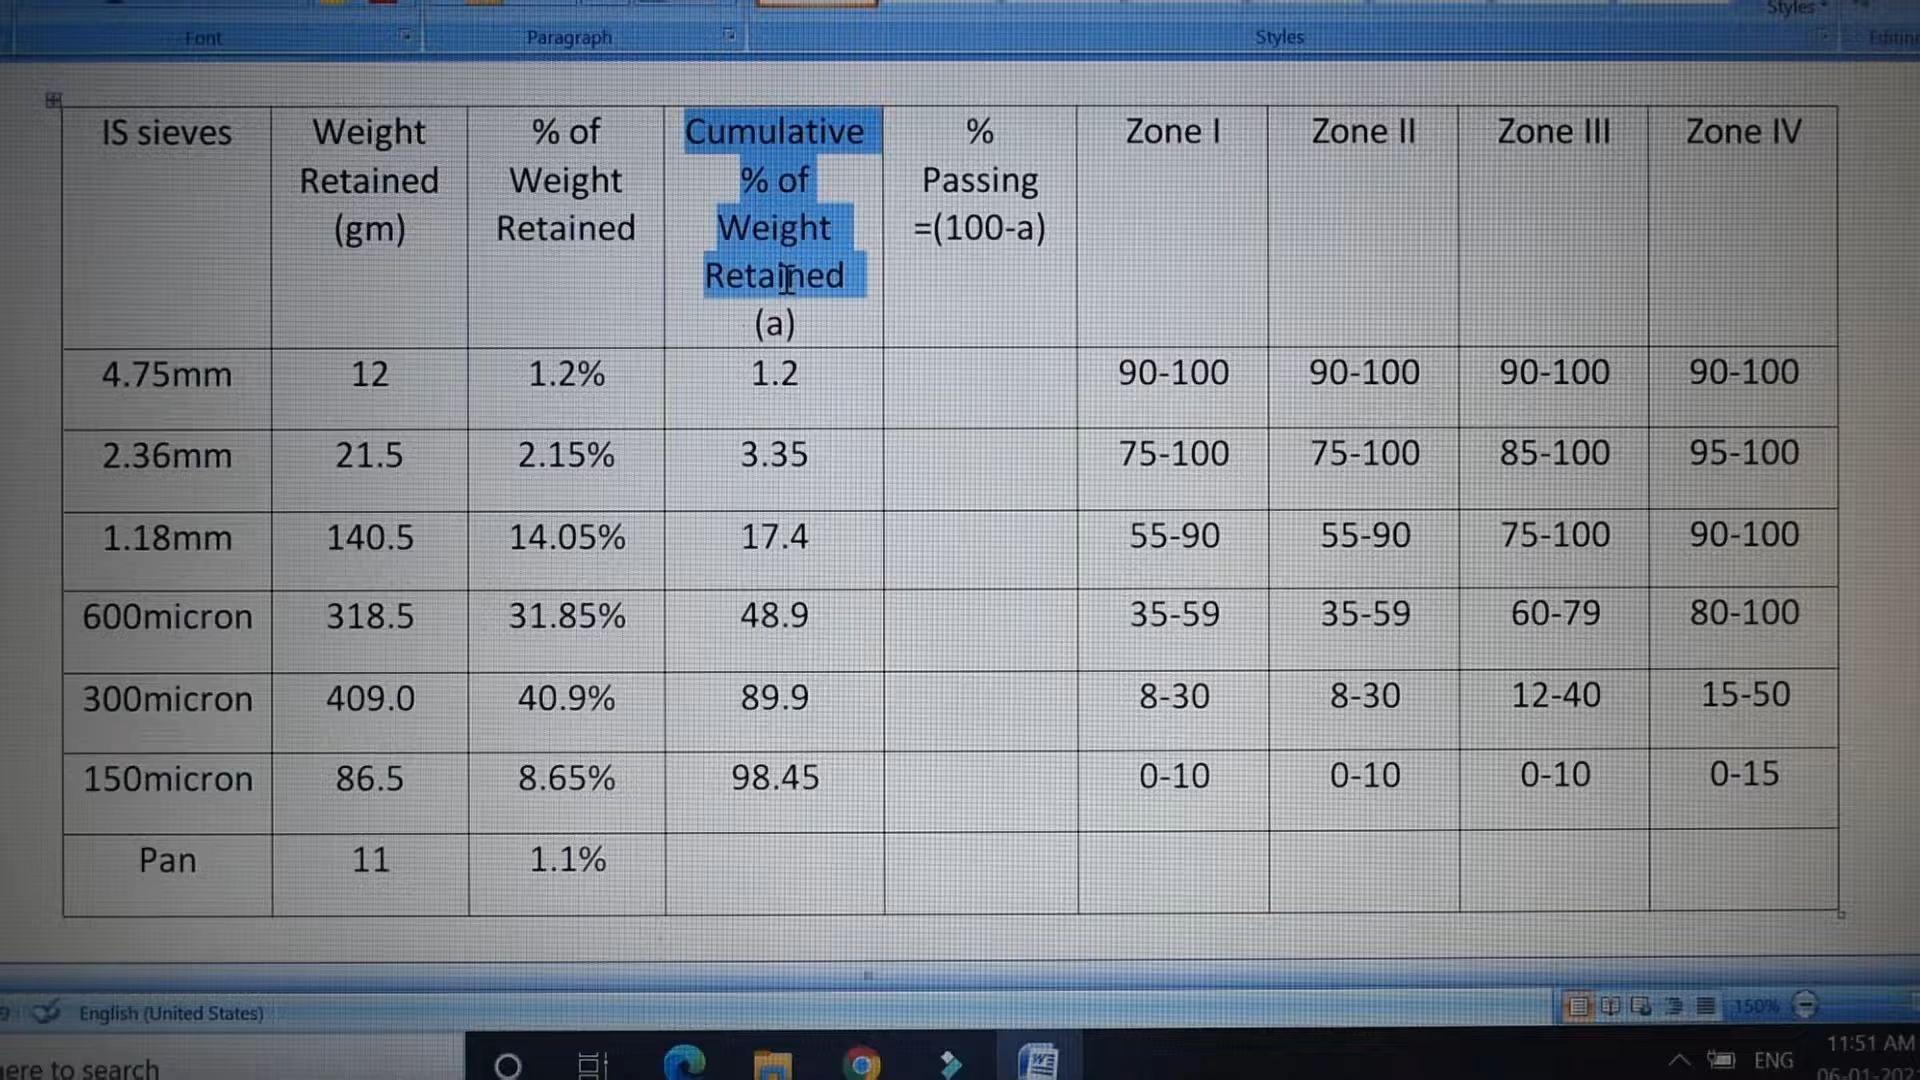 Styles
Font
Paragraph
Styles
Editing
IS sieves
Weight
Retained
(gm)
% of
Weight
Retained
Cumulative
% of
Weight
Retained
(a)
%
Passing
=(100-a)
Zone I
Zone II
Zone III
Zone IV
4.75mm 12 1.2% 1.2 90-100 90-100 90-100 90-100
2.36mm 21.5 2.15% 3.35 75-100 75-100 85-100 95-100
1.18mm 140.5 14.05% 17.4 55-90 55-90 75-100 90-100
600micron 318.5 31.85% 48.9 35-59 35-59 60-79 80-100
300micron 409.0 40.9% 89.9 8-30 8-30 12-40 15-50
150micron 86.5 8.65% 98.45 0-10 0-10 0-10 0-15
Pan 11 1.1%
English (United States)
150%
to search
ENG
11:51 AM